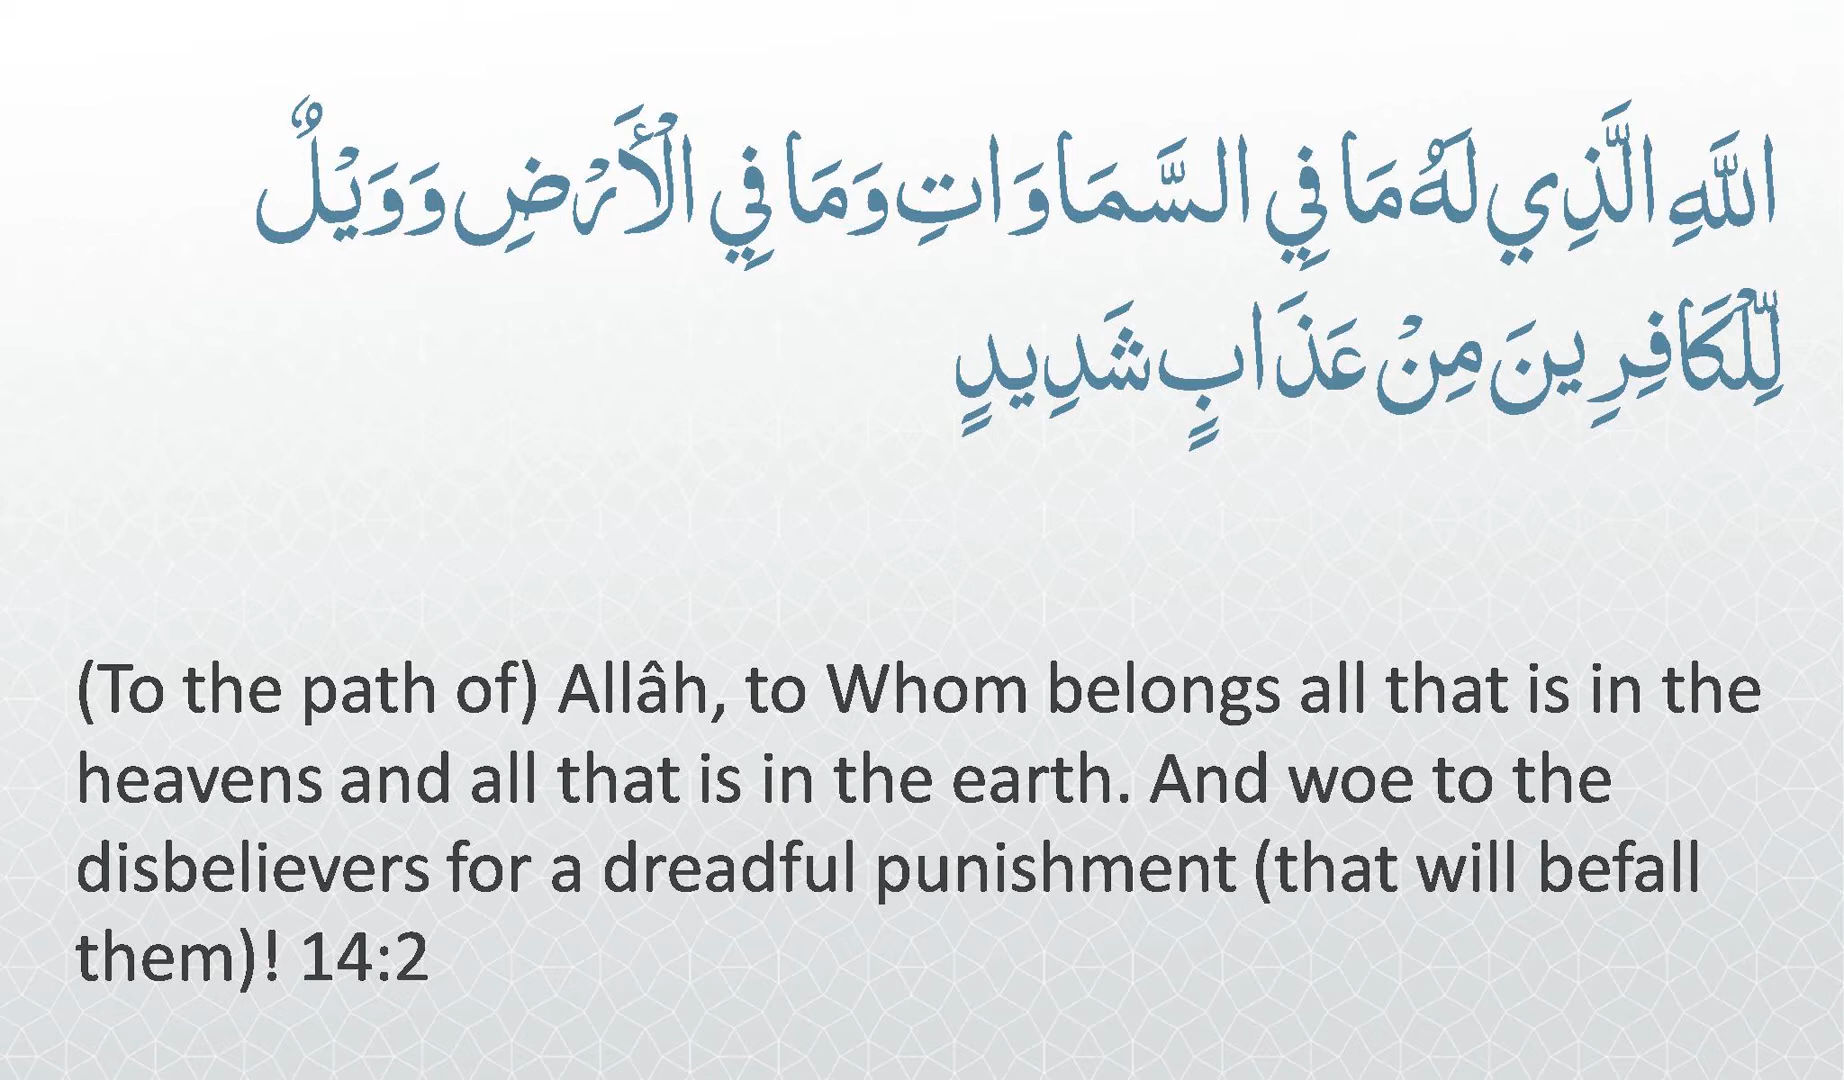 اللَّهِ الَّذِي لَهُ مَا فِي السَّمَاوَاتِ وَمَا فِي الْأَرْضِ وَوَيْلٌ
لِّلْكَافِرِينَ مِنْ عَذَابٍ شَدِيدٍ
(To the path of) Allâh, to Whom belongs all that is in the
heavens and all that is in the earth. And woe to the
disbelievers for a dreadful punishment (that will befall
them)! 14:2